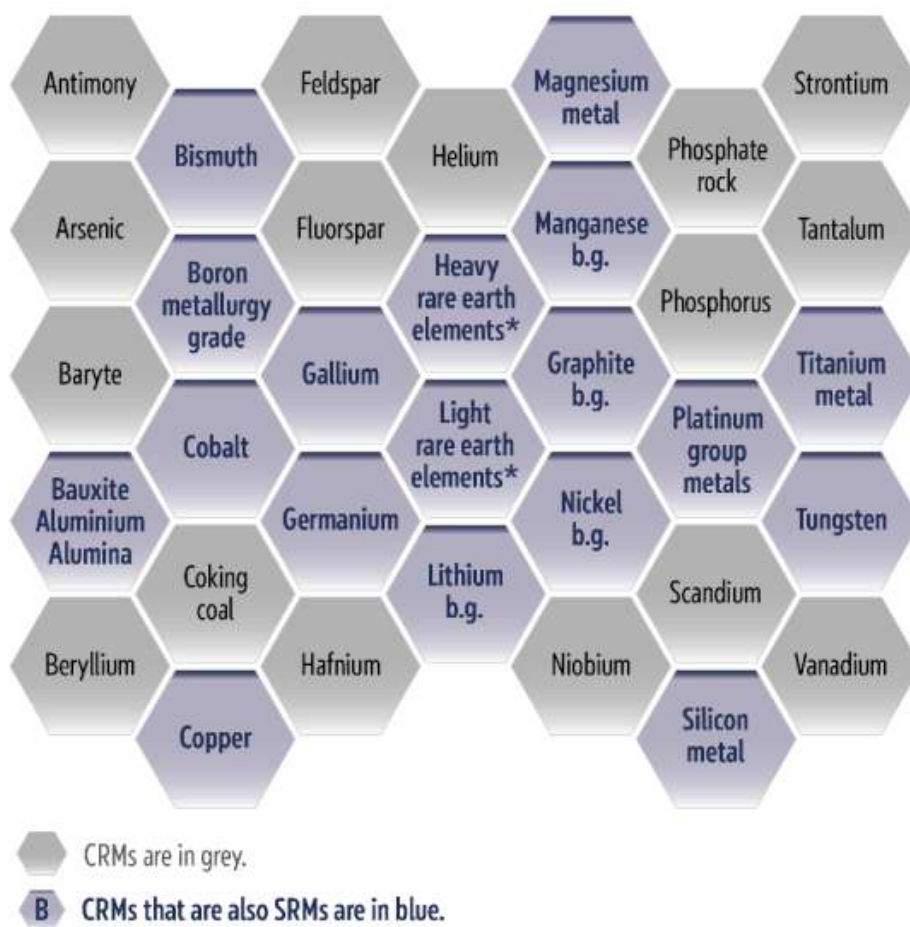 Antimony
Arsenic
Baryte
Bauxite
Aluminium
Alumina
Beryllium
Bismuth
Boron
metallurgy
grade
Cobalt
Coking
coal
Copper
Feldspar
Fluorspar
Gallium
Germanium
Hafnium
Helium
Heavy
rare earth
elements*
Light
rare earth
elements*
Lithium
b.g.
Magnesium
metal
Manganese
b.g.
Graphite
b.g.
Nickel
b.g.
Niobium
Phosphate
rock
Phosphorus
Platinum
group
metals
Scandium
Silicon
metal
Strontium
Tantalum
Titanium
metal
Tungsten
Vanadium
CRMs are in grey.
B CRMs that are also SRMs are in blue.